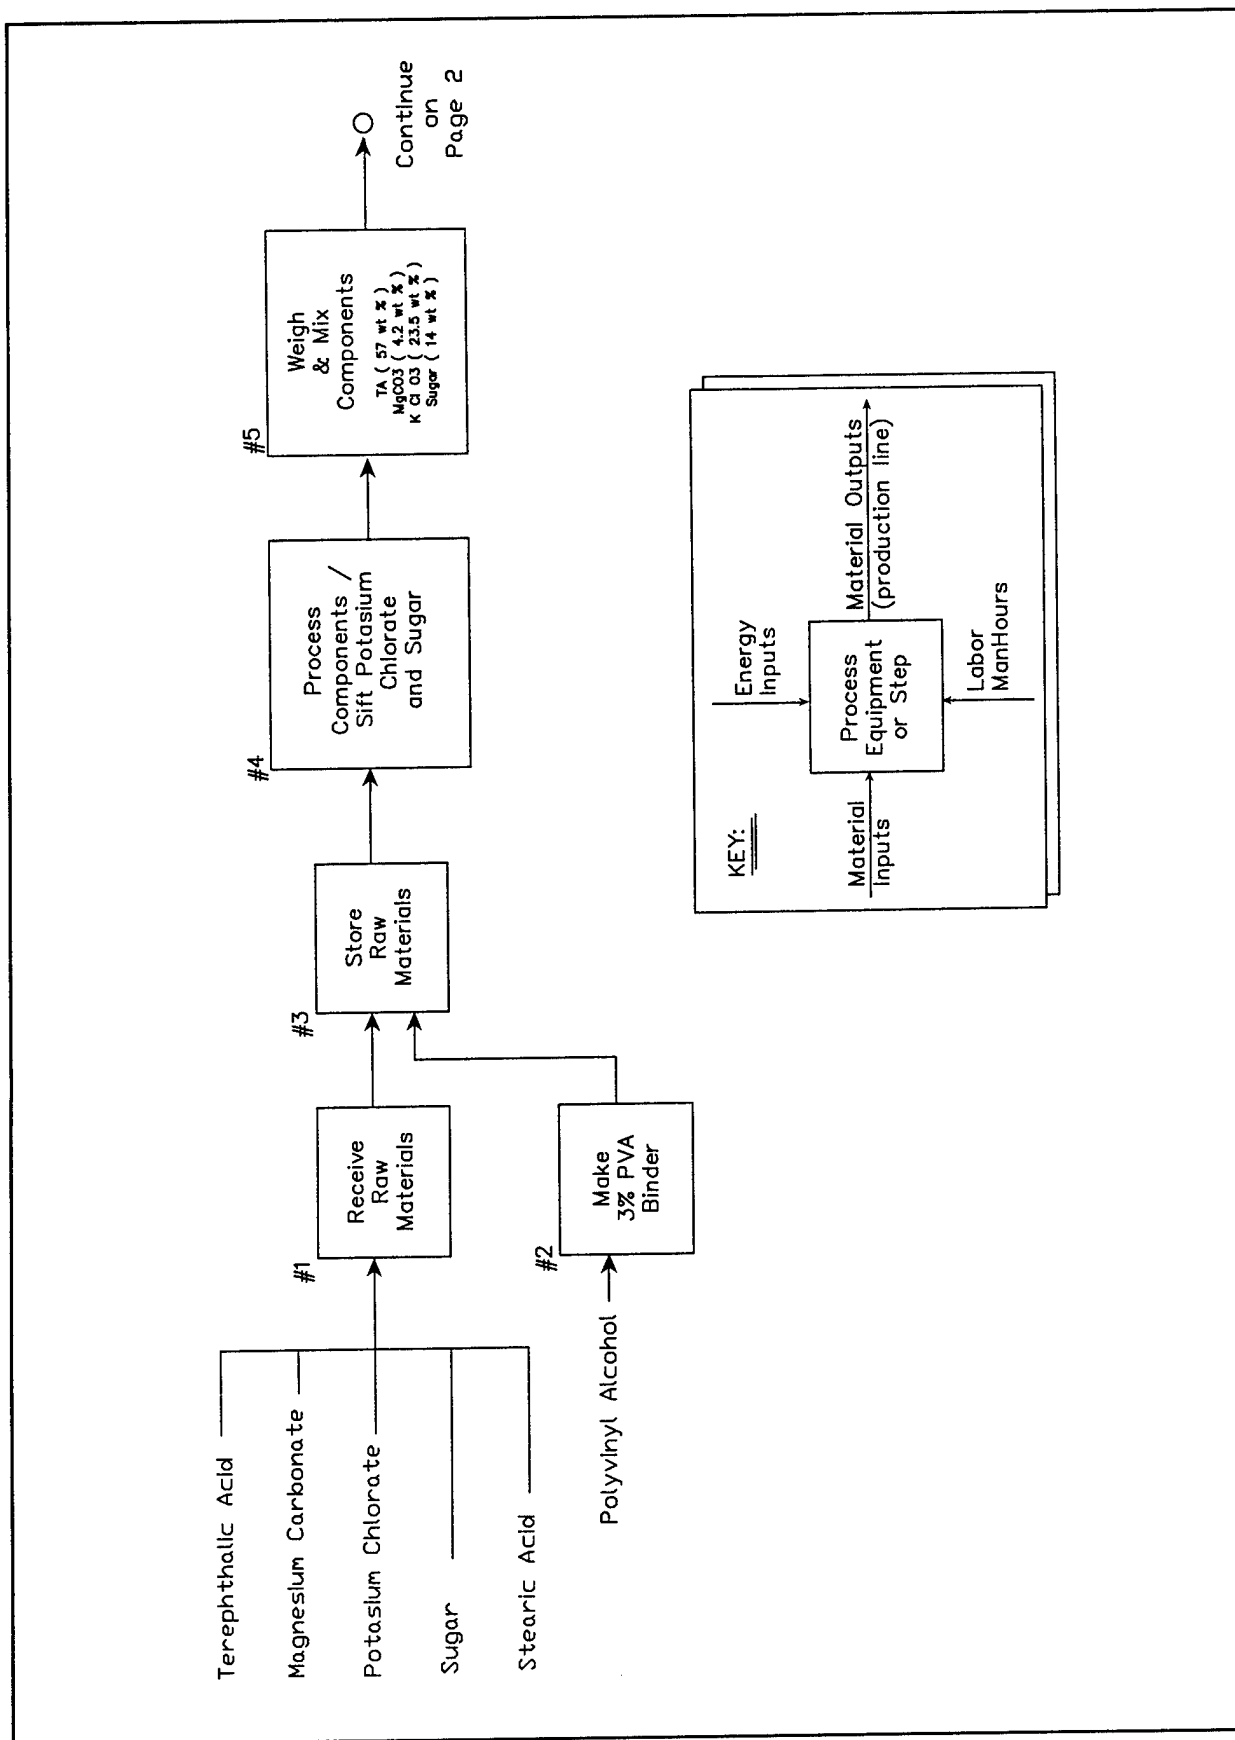 Terephthalic Acid
Magnesium Carbonate
Potasium Chlorate
Sugar
Stearic Acid
Polyvinyl Alcohol
#1
Receive
Raw
Materials
#2
Make
3% PVA
Binder
#3
Store
Raw
Materials
#4
Process
Components /
Sift Potasium
Chlorate
and Sugar
#5
Weigh
& Mix
Components
TA ( 57 wt % )
MgCO3 ( 4.2 wt % )
K Cl O3 ( 23.5 wt % )
Sugar ( 14 wt % )
Continue
on
Page 2
KEY:
Material
Inputs
Energy
Inputs
Process
Equipment
or Step
Labor
ManHours
Material Outputs
(production line)